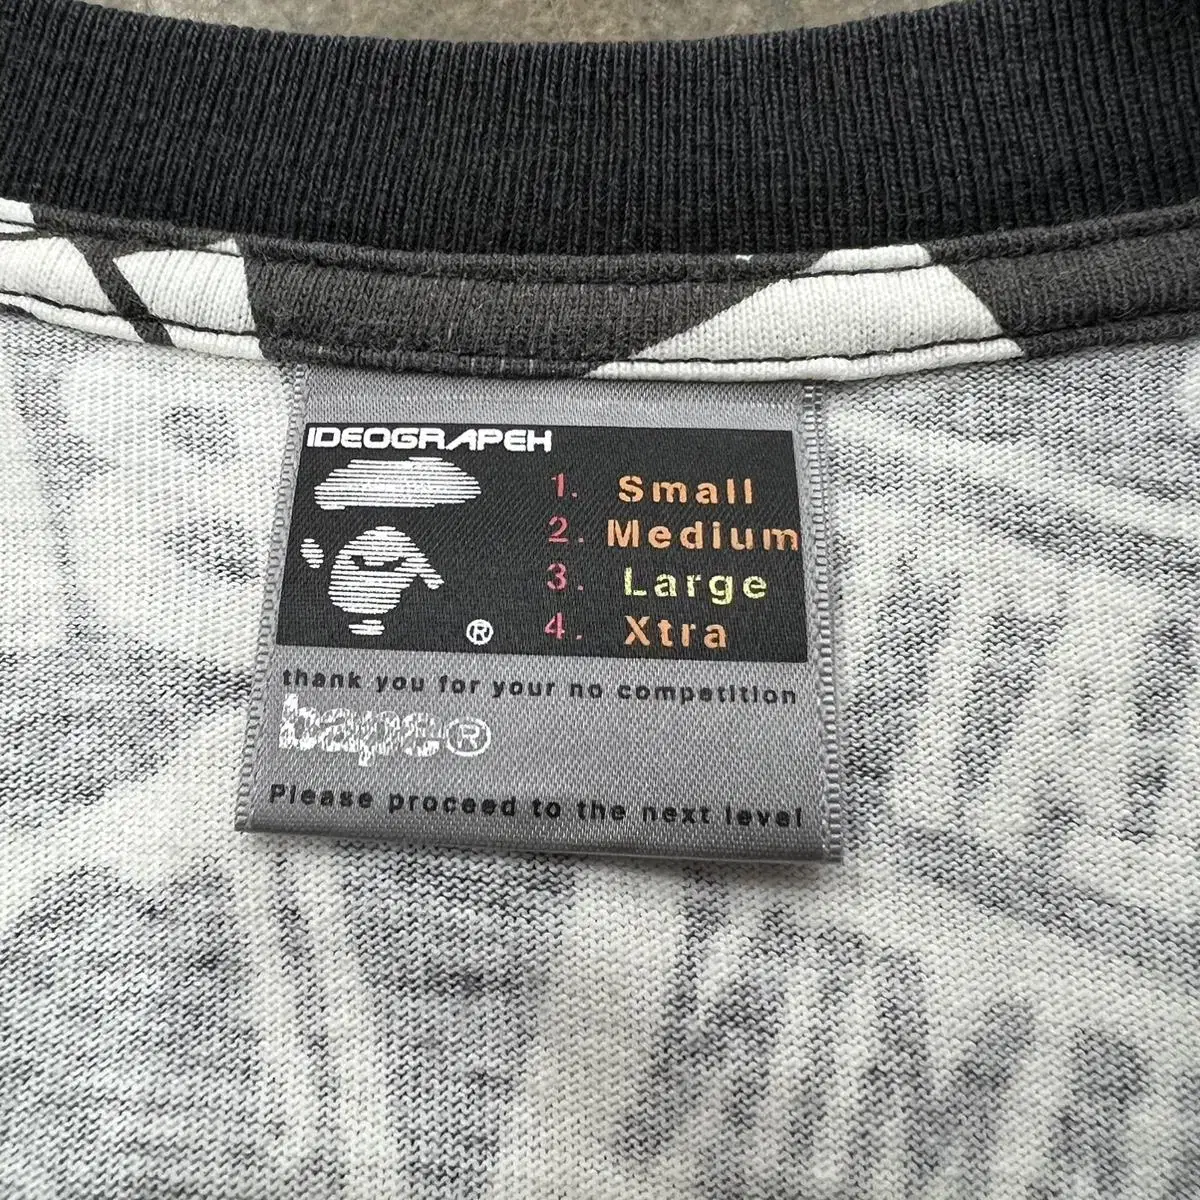 IDEOGRAPEH
1. Small
2. Medium
3. Large
4. Xtra
®
thank you for your no competition
bape®
Please proceed to the next level